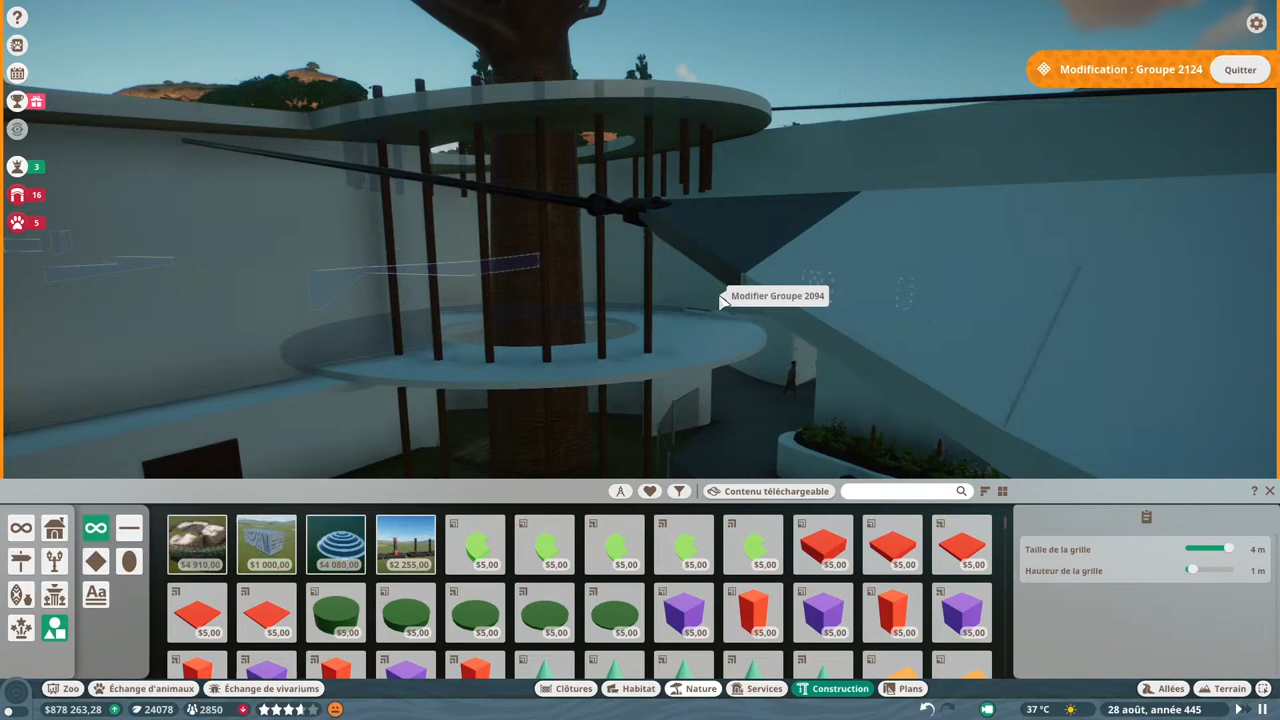 ?
Modification : Groupe 2124
Quitter
3
16
5
Modifier Groupe 2094
Contenu téléchargeable
?
$4 910,00
$1 000,00
$4 080,00
$2 255,00
$5,00
$5,00
$5,00
$5,00
$5,00
$5,00
$5,00
$5,00
Taille de la grille
4 m
Hauteur de la grille
1 m
Aa
$5,00
$5,00
$5,00
$5,00
$5,00
$5,00
$5,00
$5,00
$5,00
$5,00
$5,00
$5,00
Zoo
Échange d'animaux
Échange de vivariums
Clôtures
Habitat
Nature
Services
Construction
Plans
Allées
Terrain
$878 263,28
24078
2850
37 °C
28 août, année 445